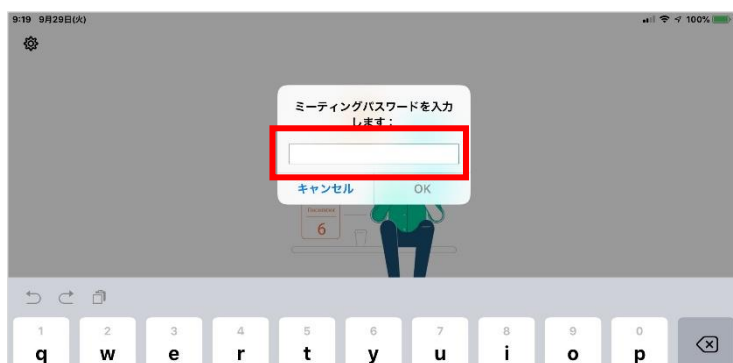 9:19 9月29日(火)
100%
ミーティングパスワードを入力
します:
キャンセル OK
DECEMBER
6
1 2 3 4 5 6 7 8 9 0
q w e r t y u i o p